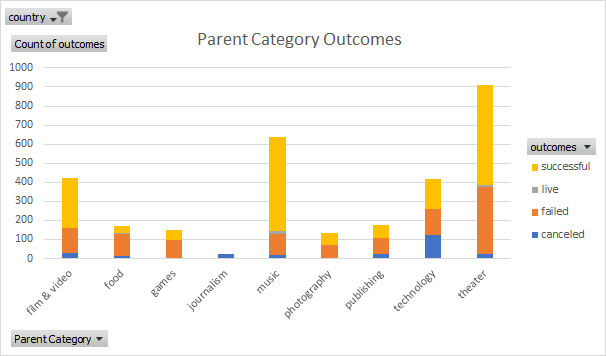 country
Count of outcomes
Parent Category Outcomes
1000
900
800
700
600
500
400
300
200
100
0
film & video
food
games
journalism
music
photography
publishing
technology
theater
outcomes
successful
live
failed
canceled
Parent Category